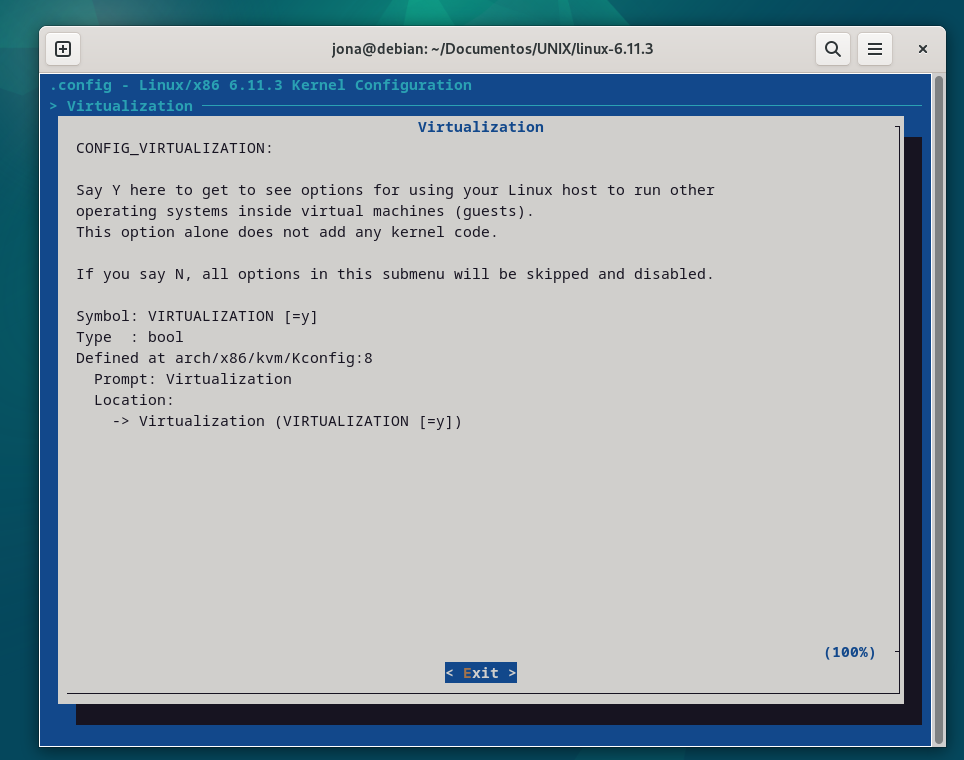 jona@debian: ~/Documentos/UNIX/linux-6.11.3
.config - Linux/x86 6.11.3 Kernel Configuration
> Virtualization
Virtualization
CONFIG_VIRTUALIZATION:
Say Y here to get to see options for using your Linux host to run other
operating systems inside virtual machines (guests).
This option alone does not add any kernel code.
If you say N, all options in this submenu will be skipped and disabled.
Symbol: VIRTUALIZATION [=y]
Type  : bool
Defined at arch/x86/kvm/Kconfig:8
  Prompt: Virtualization
  Location:
    -> Virtualization (VIRTUALIZATION [=y])
(100%)
< Exit >